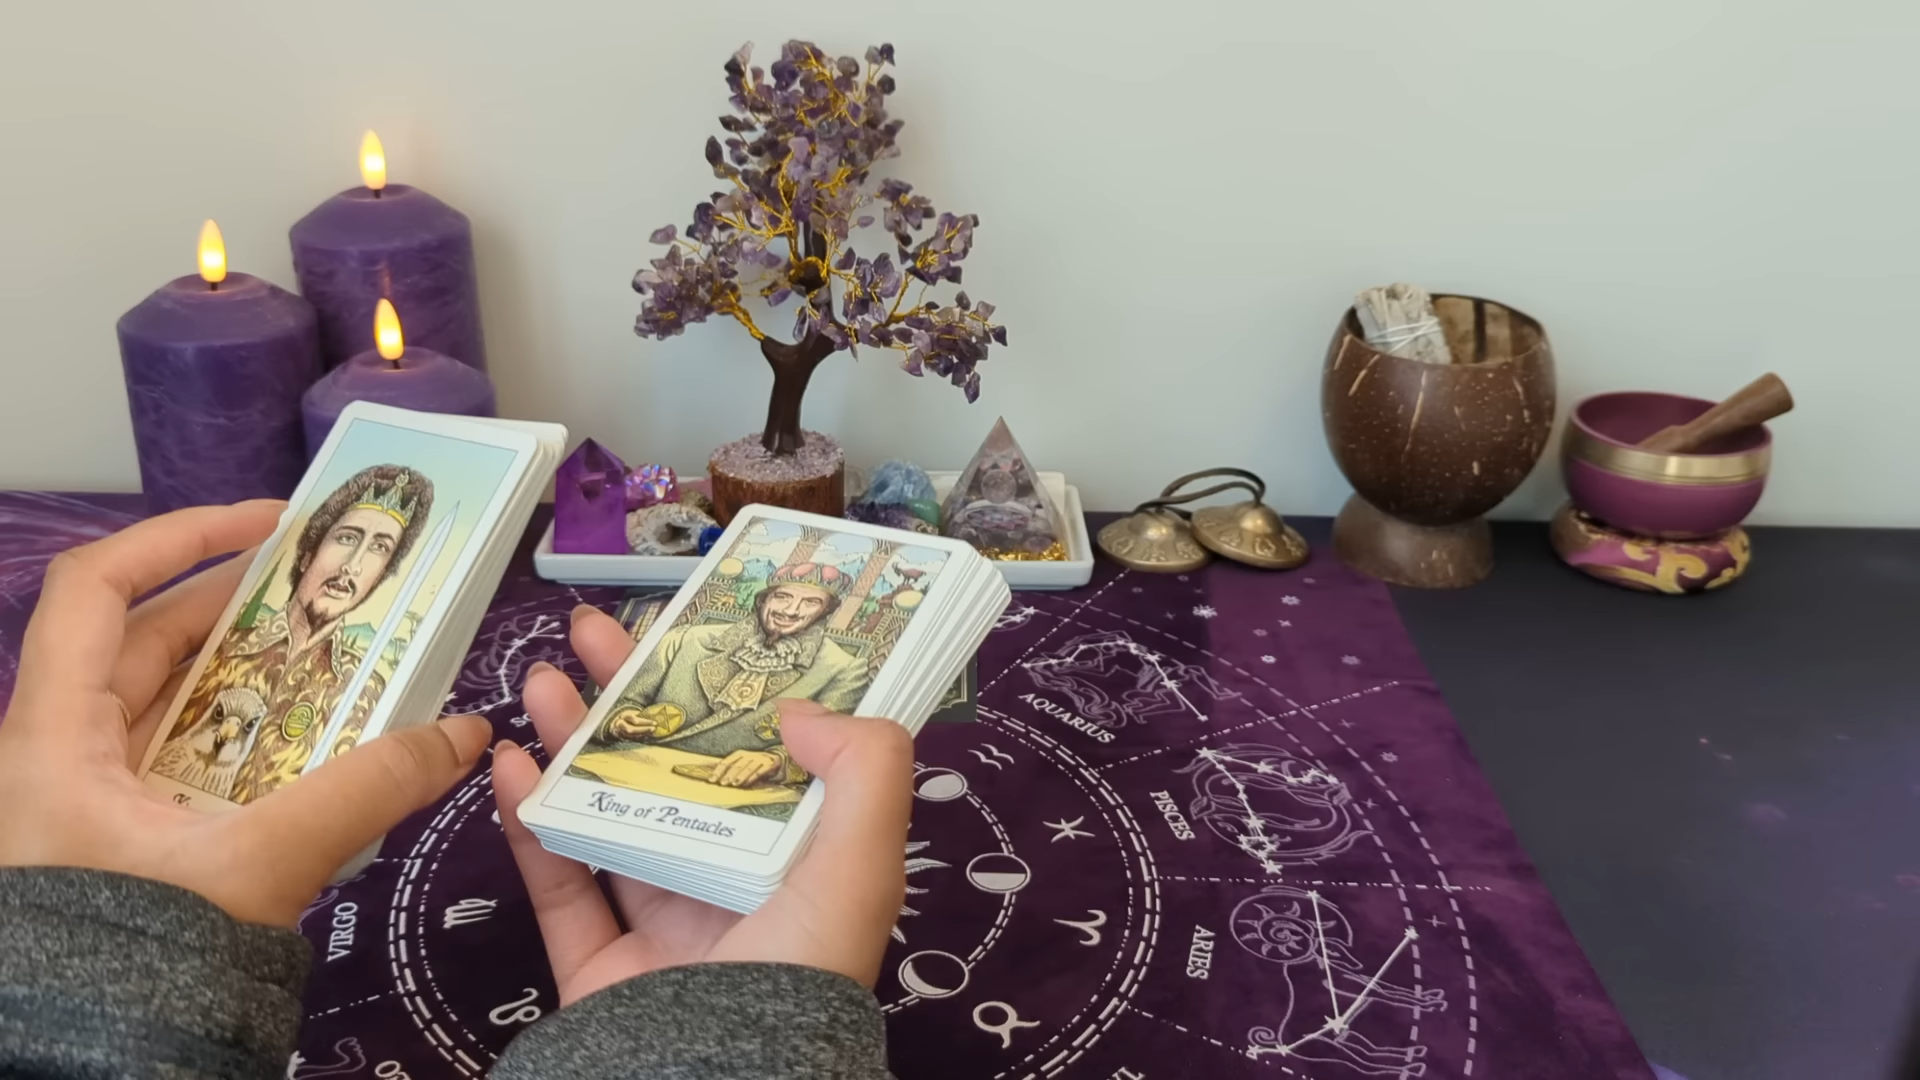 King of Pentacles
AQUARIUS
PISCES
VIRGO
ARIES